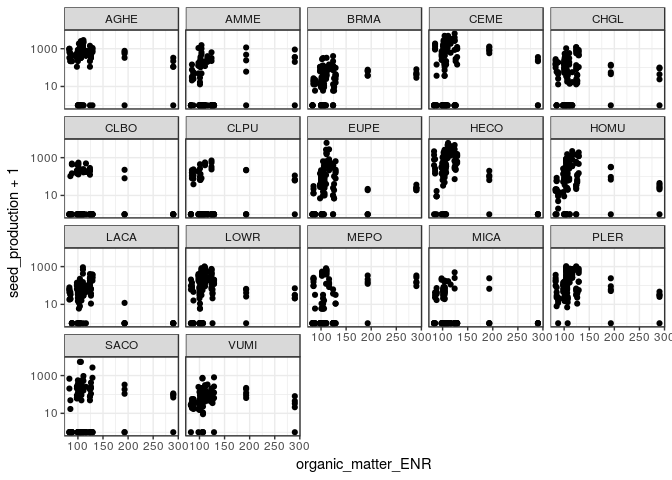 AGHE AMME BRMA CEME CHGL
1000
10
CLBO CLPU EUPE HECO HOMU
1000
10
LACA LOWR MEPO MICA PLER
1000
10
100 150 200 250 300 100 150 200 250 300 100 150 200 250 300
SACO VUMI
1000
10
100 150 200 250 300 100 150 200 250 300
organic_matter_ENR
seed_production + 1